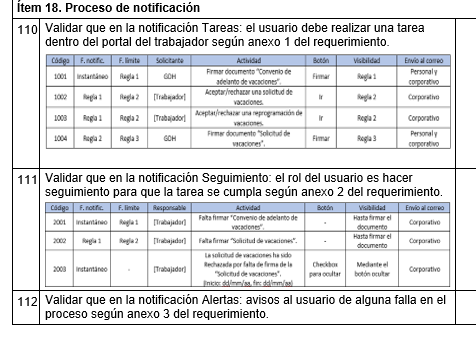 Ítem 18. Proceso de notificación
110 Validar que en la notificación Tareas: el usuario debe realizar una tarea
dentro del portal del trabajador según anexo 1 del requerimiento.
Código F. notific. F. límite Solicitante Actividad Botón Visibilidad Envío al correo
1001 Instantáneo Regla 1 GDH Firmar documento "Convenio de adelanto de vacaciones". Firmar Regla 1 Personal y corporativo
1002 Regla 1 Regla 2 [Trabajador] Aceptar/rechazar una solicitud de vacaciones. Ir Regla 2 Corporativo
1003 Regla 1 Regla 2 [Trabajador] Aceptar/rechazar una reprogramación de vacaciones. Ir Regla 2 Corporativo
1004 Regla 2 Regla 3 GDH Firmar documento "Solicitud de vacaciones". Firmar Regla 3 Personal y corporativo
111 Validar que en la notificación Seguimiento: el rol del usuario es hacer
seguimiento para que la tarea se cumpla según anexo 2 del requerimiento.
Código F. notific. F. límite Responsable Actividad Botón Visibilidad Envío al correo
2001 Instantáneo Regla 1 [Trabajador] Falta firmar "Convenio de adelanto de vacaciones". - Hasta firmar el documento Corporativo
2002 Regla 1 Regla 2 [Trabajador] Falta firmar "Solicitud de vacaciones". - Hasta firmar el documento Corporativo
2003 Instantáneo - [Trabajador] La solicitud de vacaciones ha sido Rechazada por falta de firma de la "Solicitud de vacaciones". (Inicio: dd/mm/aa, fin: dd/mm/aa) Checkbox para ocultar Mediante el botón ocultar Corporativo
112 Validar que en la notificación Alertas: avisos al usuario de alguna falla en el
proceso según anexo 3 del requerimiento.